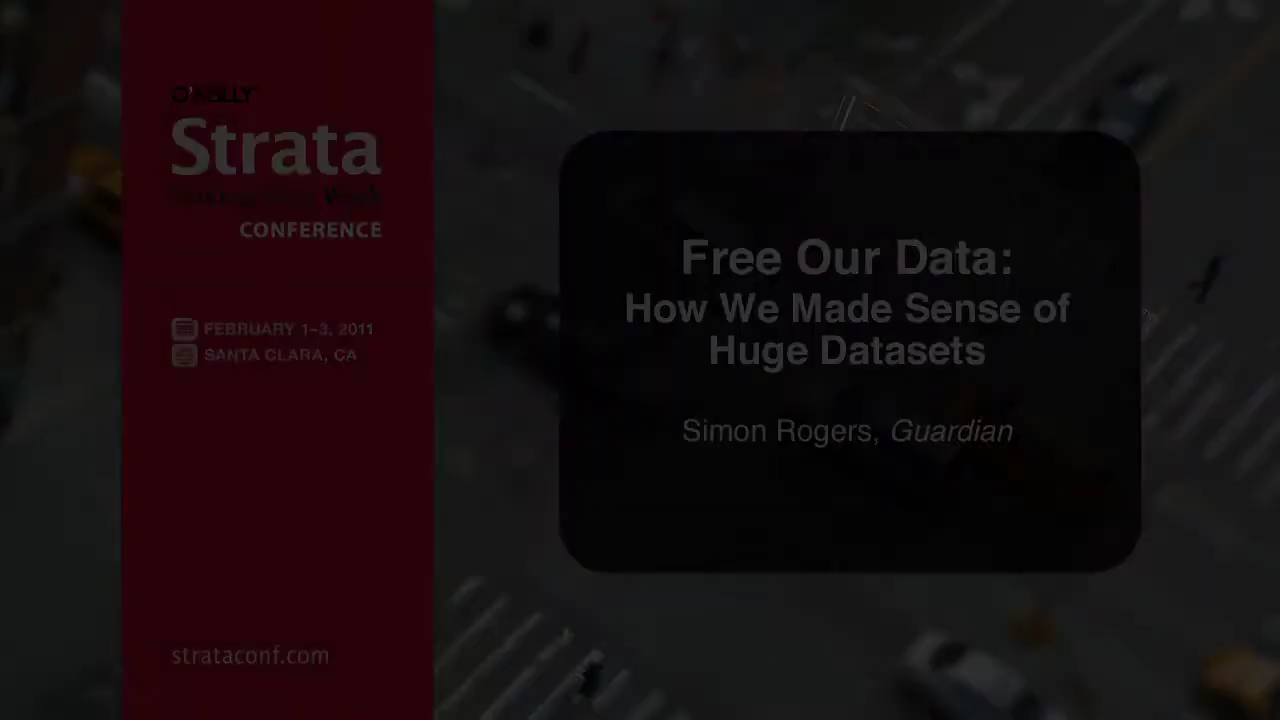 O'REILLY
Strata
CONFERENCE
FEBRUARY 1–3, 2011
SANTA CLARA, CA
strataconf.com
Free Our Data:
How We Made Sense of
Huge Datasets
Simon Rogers, Guardian